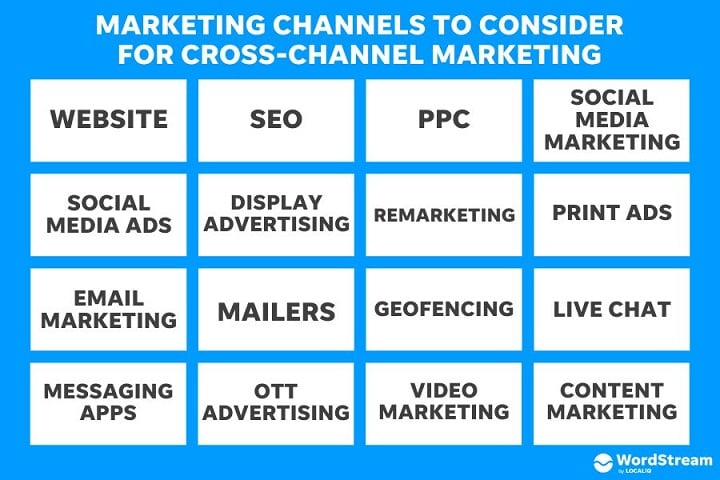 MARKETING CHANNELS TO CONSIDER
FOR CROSS-CHANNEL MARKETING
WEBSITE
SEO
PPC
SOCIAL
MEDIA
MARKETING
SOCIAL
MEDIA ADS
DISPLAY
ADVERTISING
REMARKETING
PRINT ADS
EMAIL
MARKETING
MAILERS
GEOFENCING
LIVE CHAT
MESSAGING
APPS
OTT
ADVERTISING
VIDEO
MARKETING
CONTENT
MARKETING
WordStream
by LOCALiQ